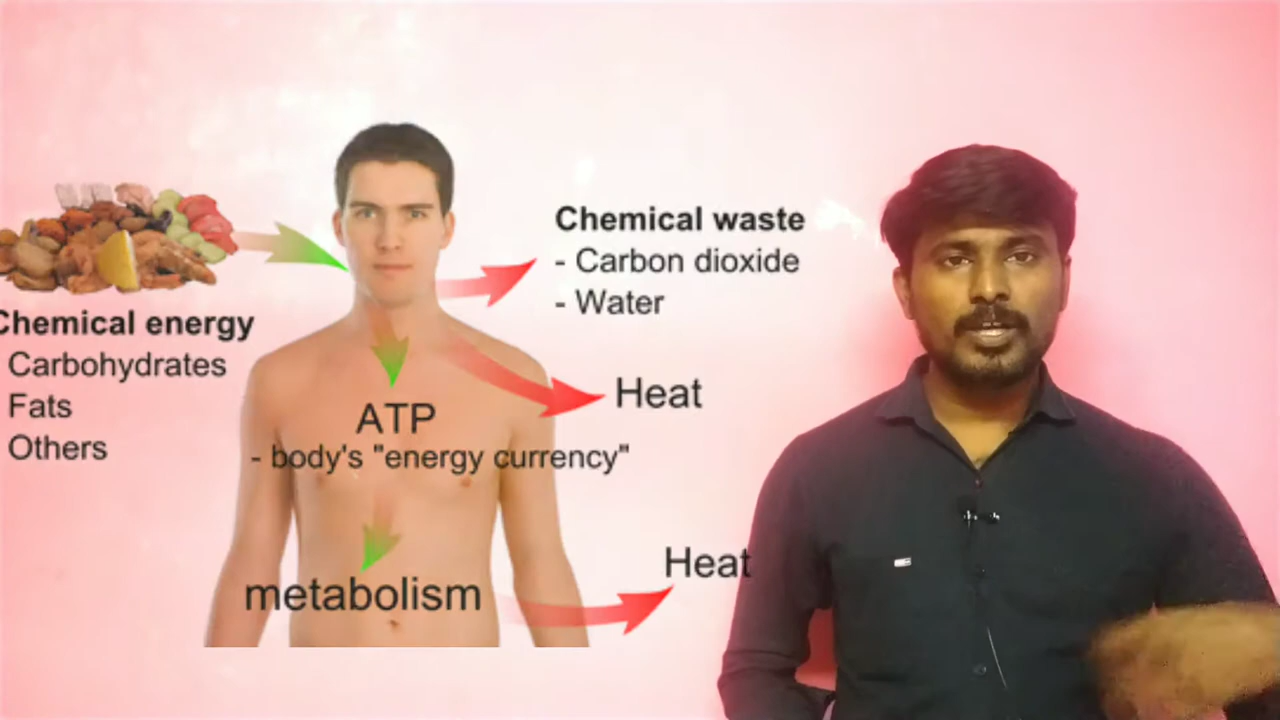 Chemical waste
- Carbon dioxide
- Water
Chemical energy
Carbohydrates
Fats
Others
Heat
ATP
- body's "energy currency"
Heat
metabolism